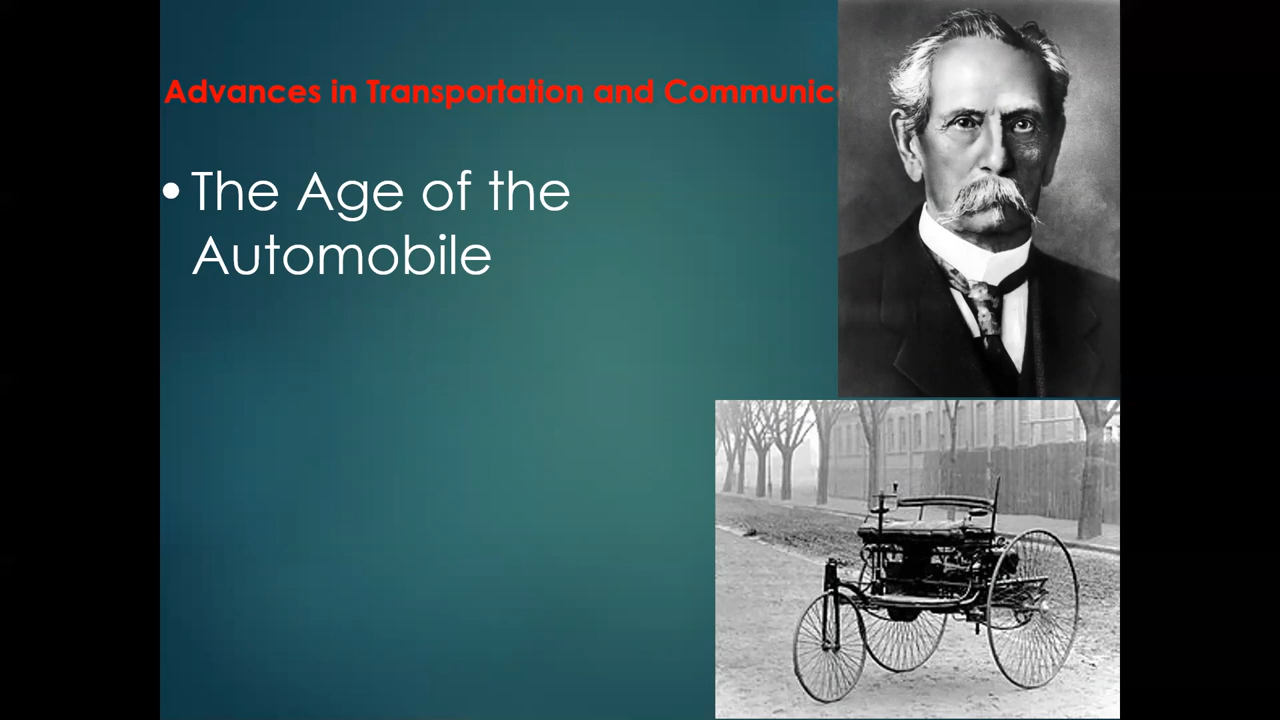 Advances in Transportation and Communic
• The Age of the
Automobile